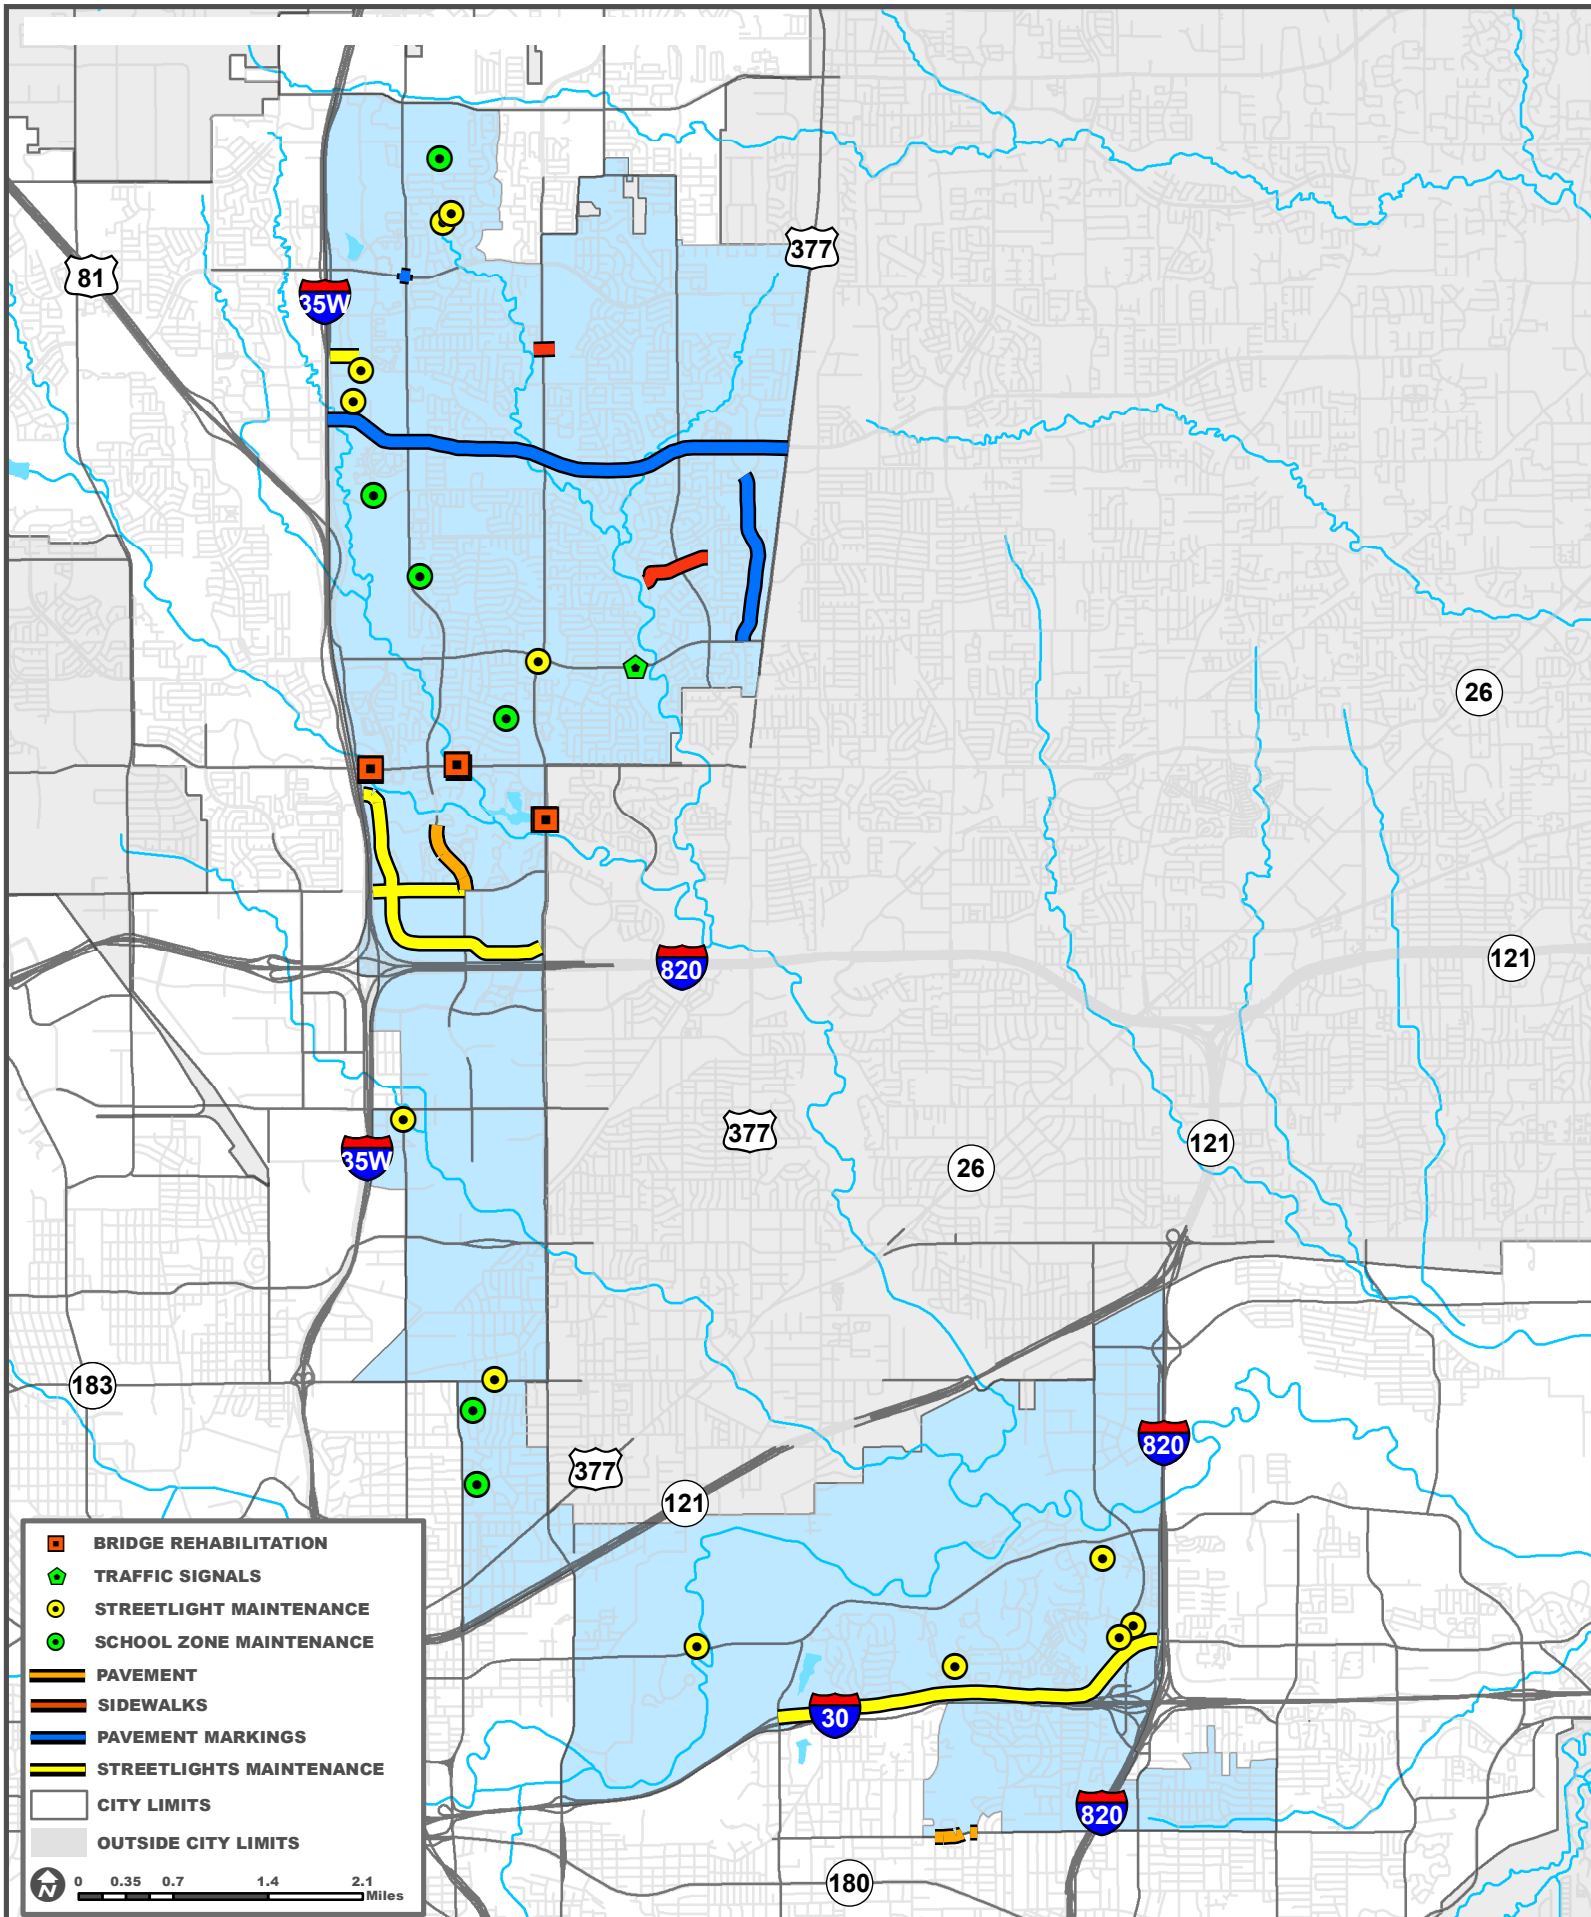 377
81
35W
26
820
121
377
121
35W
26
183
820
377
121
30
820
180
BRIDGE REHABILITATION
TRAFFIC SIGNALS
STREETLIGHT MAINTENANCE
SCHOOL ZONE MAINTENANCE
PAVEMENT
SIDEWALKS
PAVEMENT MARKINGS
STREETLIGHTS MAINTENANCE
CITY LIMITS
OUTSIDE CITY LIMITS
N
0 0.35 0.7 1.4 2.1
Miles